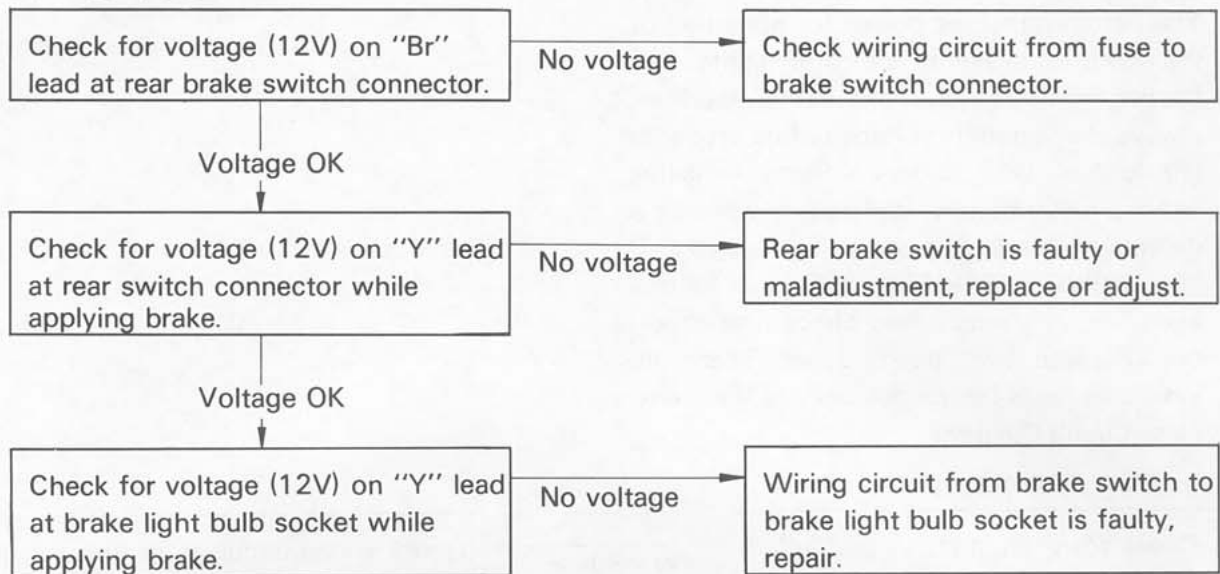 Check for voltage (12V) on "Br"
lead at rear brake switch connector.
No voltage
Check wiring circuit from fuse to
brake switch connector.
Voltage OK
Check for voltage (12V) on "Y" lead
at rear switch connector while
applying brake.
No voltage
Rear brake switch is faulty or
maladiustment, replace or adjust.
Voltage OK
Check for voltage (12V) on "Y" lead
at brake light bulb socket while
applying brake.
No voltage
Wiring circuit from brake switch to
brake light bulb socket is faulty,
repair.